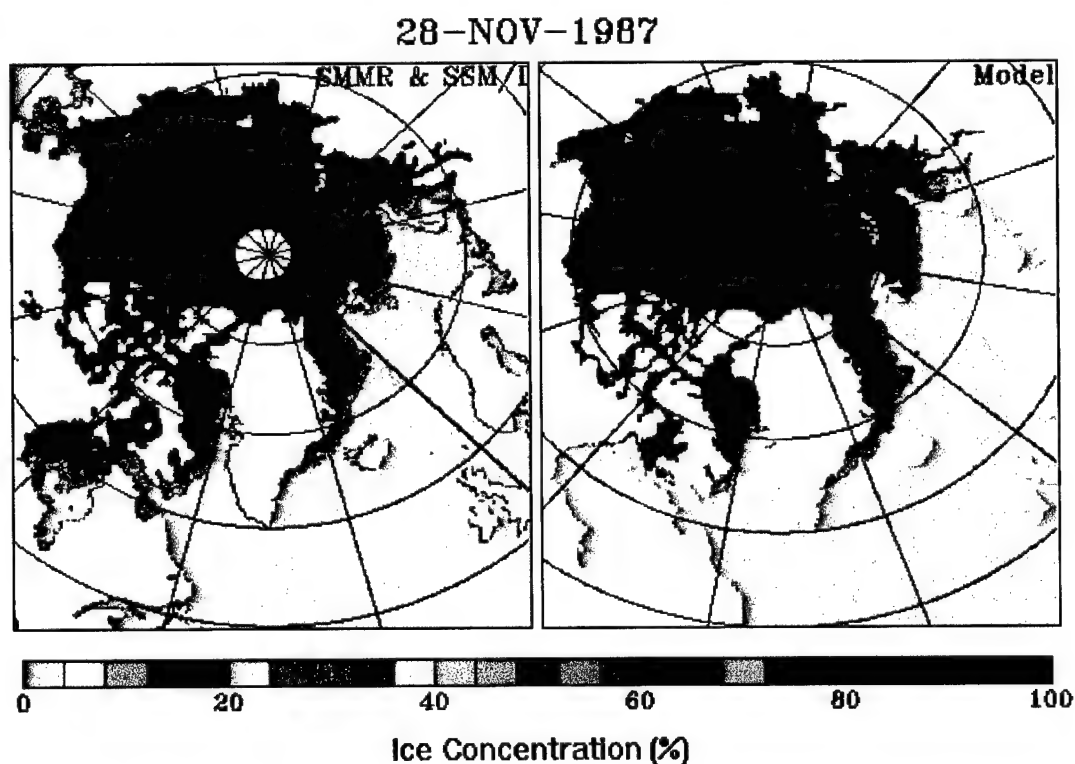 28-NOV-1987
SMMR & SSM/I
Model
0 20 40 60 80 100
Ice Concentration (%)